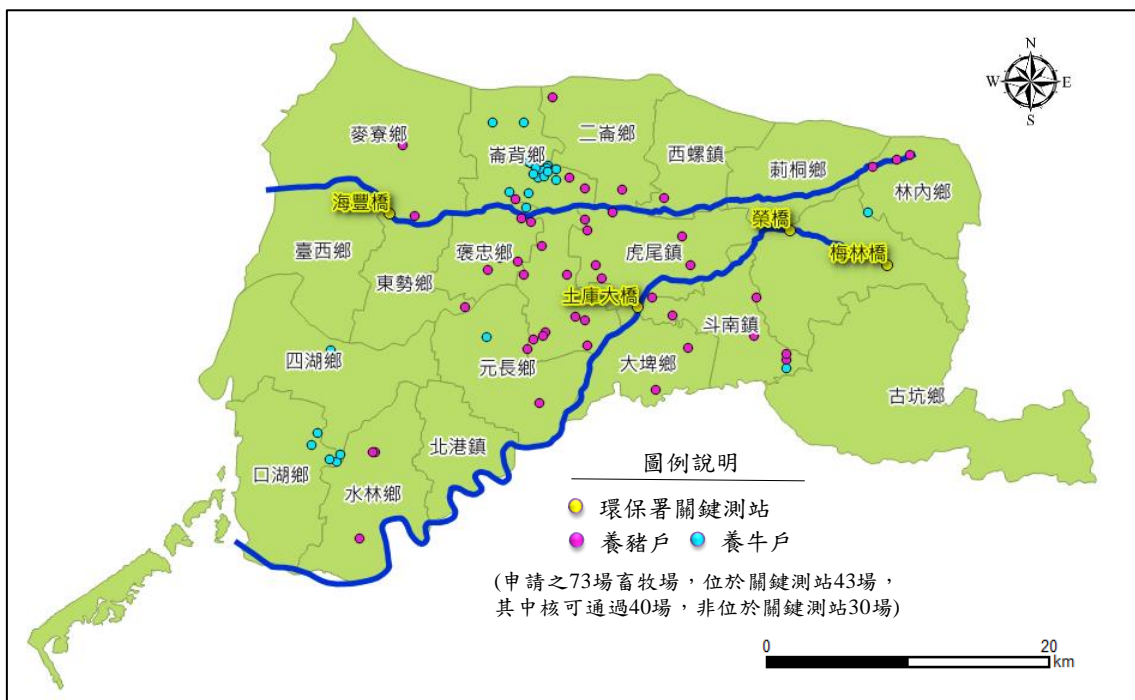 N
W E
S
二崙鄉
麥寮鄉
崙背鄉
西螺鎮
莿桐鄉
林內鄉
海豐橋
榮橋
臺西鄉
褒忠鄉
虎尾鎮
梅林橋
東勢鄉
土庫大橋
斗南鎮
四湖鄉
元長鄉
大埤鄉
古坑鄉
北港鎮
口湖鄉
水林鄉
圖例說明
環保署關鍵測站
養豬戶 養牛戶
(申請之73場畜牧場，位於關鍵測站43場，
其中核可通過40場，非位於關鍵測站30場)
0 20
km